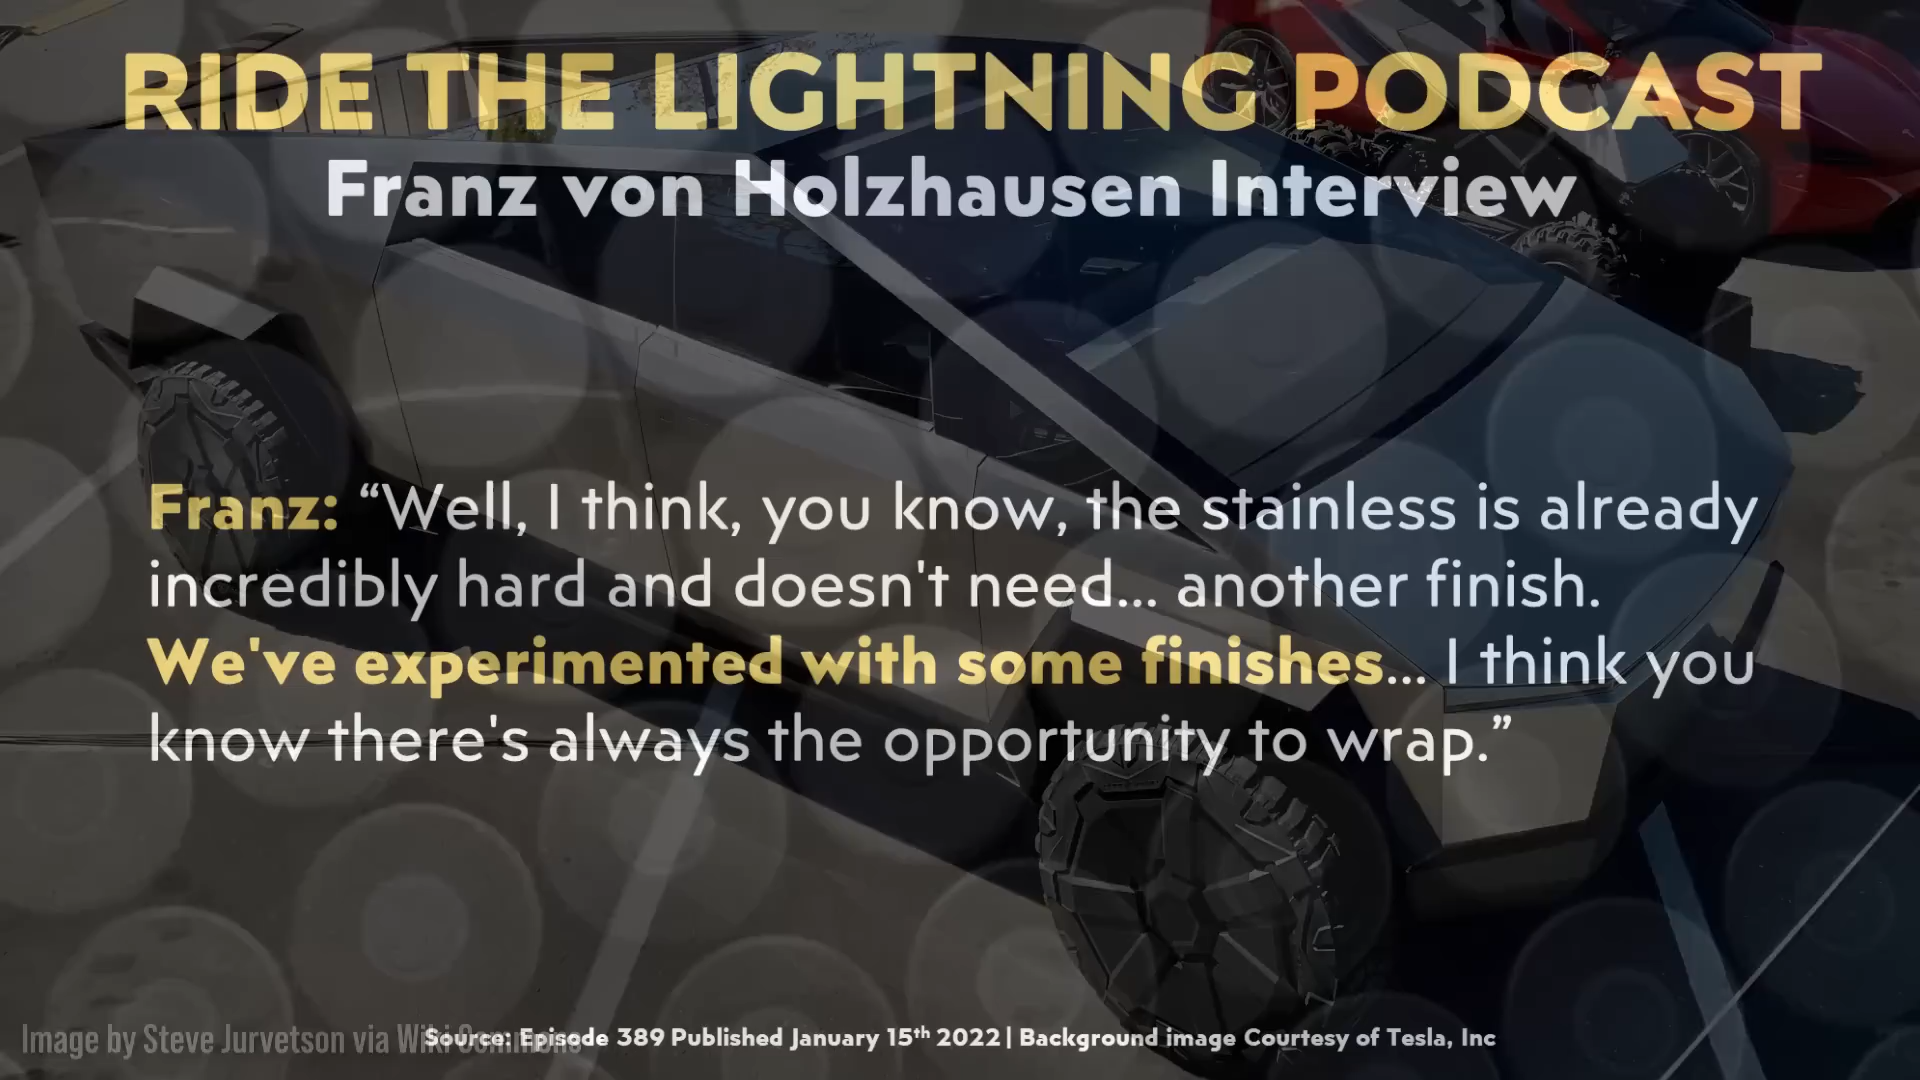 RIDE THE LIGHTNING PODCAST
Franz von Holzhausen Interview
Franz: “Well, I think, you know, the stainless is already
incredibly hard and doesn't need... another finish.
We've experimented with some finishes... I think you
know there's always the opportunity to wrap.”
Image by Steve Jurvetson via Wiki Commons
Source: Episode 389 Published January 15th 2022 | Background image Courtesy of Tesla, Inc